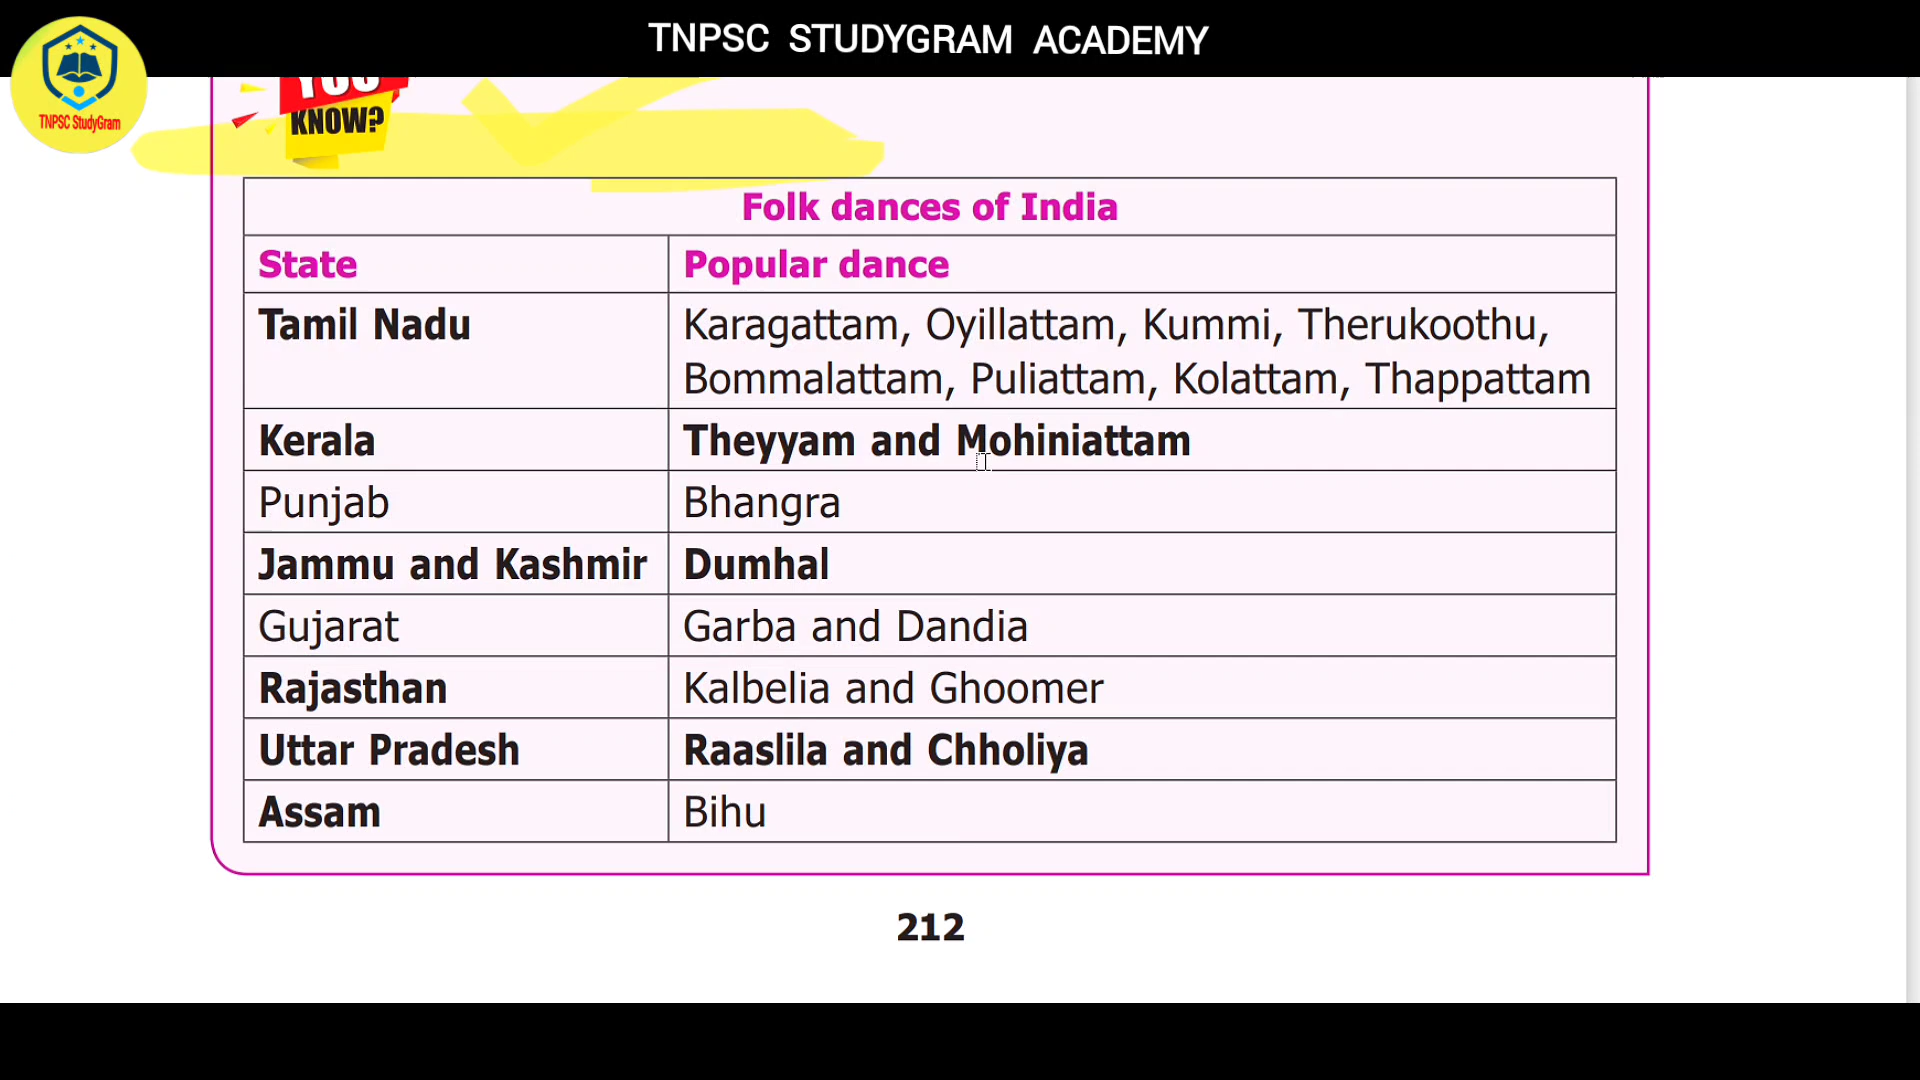 TNPSC STUDYGRAM ACADEMY
TNPSC StudyGram
YOU
KNOW?
Folk dances of India
State Popular dance
Tamil Nadu Karagattam, Oyillattam, Kummi, Therukoothu,
Bommalattam, Puliattam, Kolattam, Thappattam
Kerala Theyyam and Mohiniattam
Punjab Bhangra
Jammu and Kashmir Dumhal
Gujarat Garba and Dandia
Rajasthan Kalbelia and Ghoomer
Uttar Pradesh Raaslila and Chholiya
Assam Bihu
212